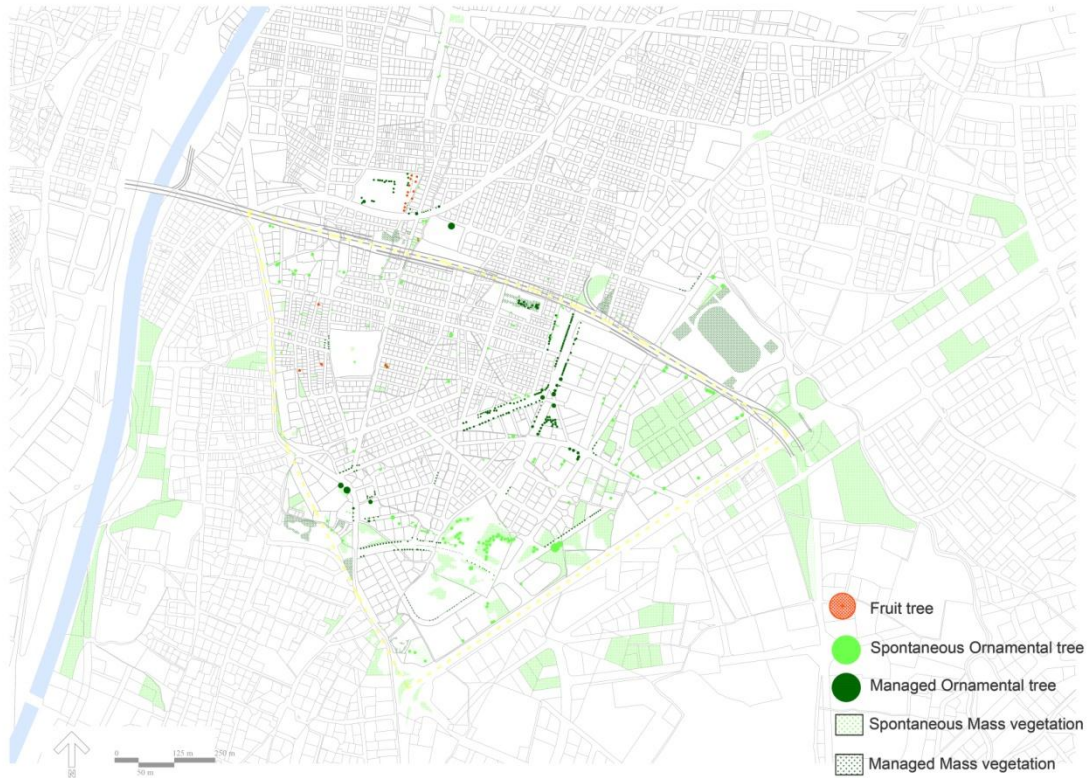 Fruit tree
Spontaneous Ornamental tree
Managed Ornamental tree
Spontaneous Mass vegetation
Managed Mass vegetation
0 125 m 250 m
50 m